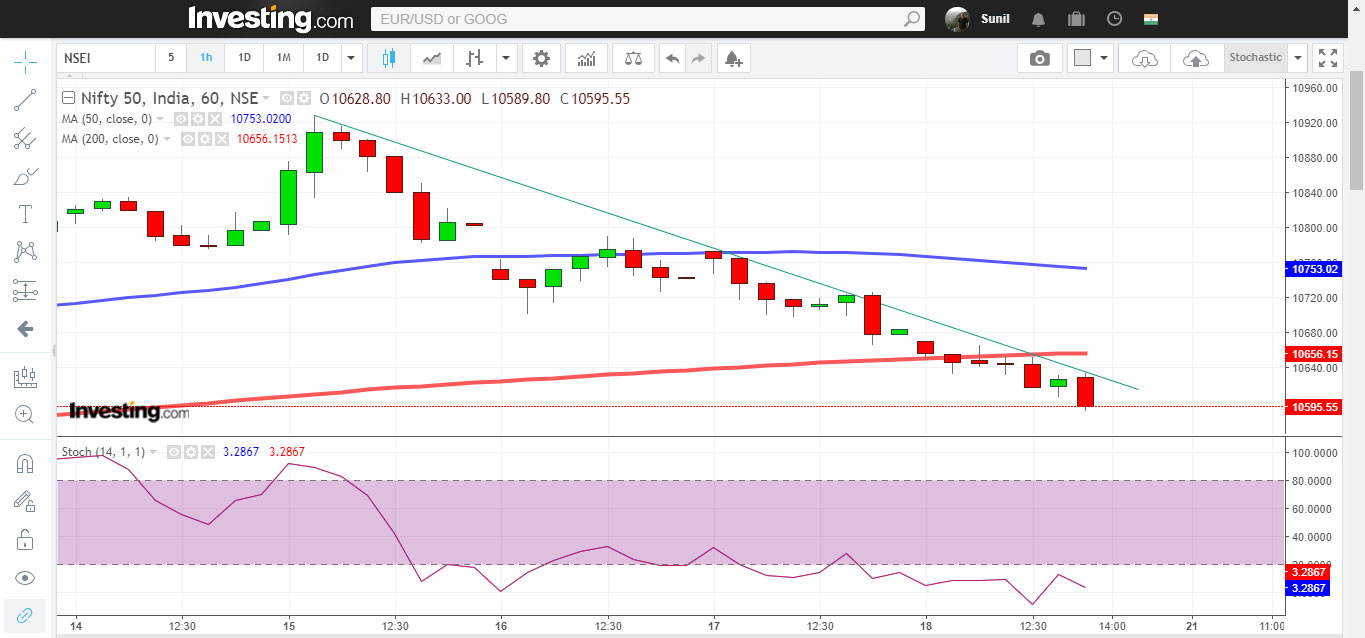 Investing.com
EUR/USD or GOOG
Sunil
NSEI
5
1h
1D
1M
1D
Stochastic
Nifty 50, India, 60, NSE
O10628.80 H10633.00 L10589.80 C10595.55
MA (50, close, 0)
10753.0200
MA (200, close, 0)
10656.1513
10960.00
10920.00
10880.00
10840.00
10800.00
10753.02
10720.00
10680.00
10656.15
10640.00
10595.55
Investing.com
Stoch (14, 1, 1)
3.2867
3.2867
100.0000
80.0000
60.0000
40.0000
3.2867
3.2867
14 12:30 15 12:30 16 12:30 17 12:30 18 12:30 14:00 21 11:00